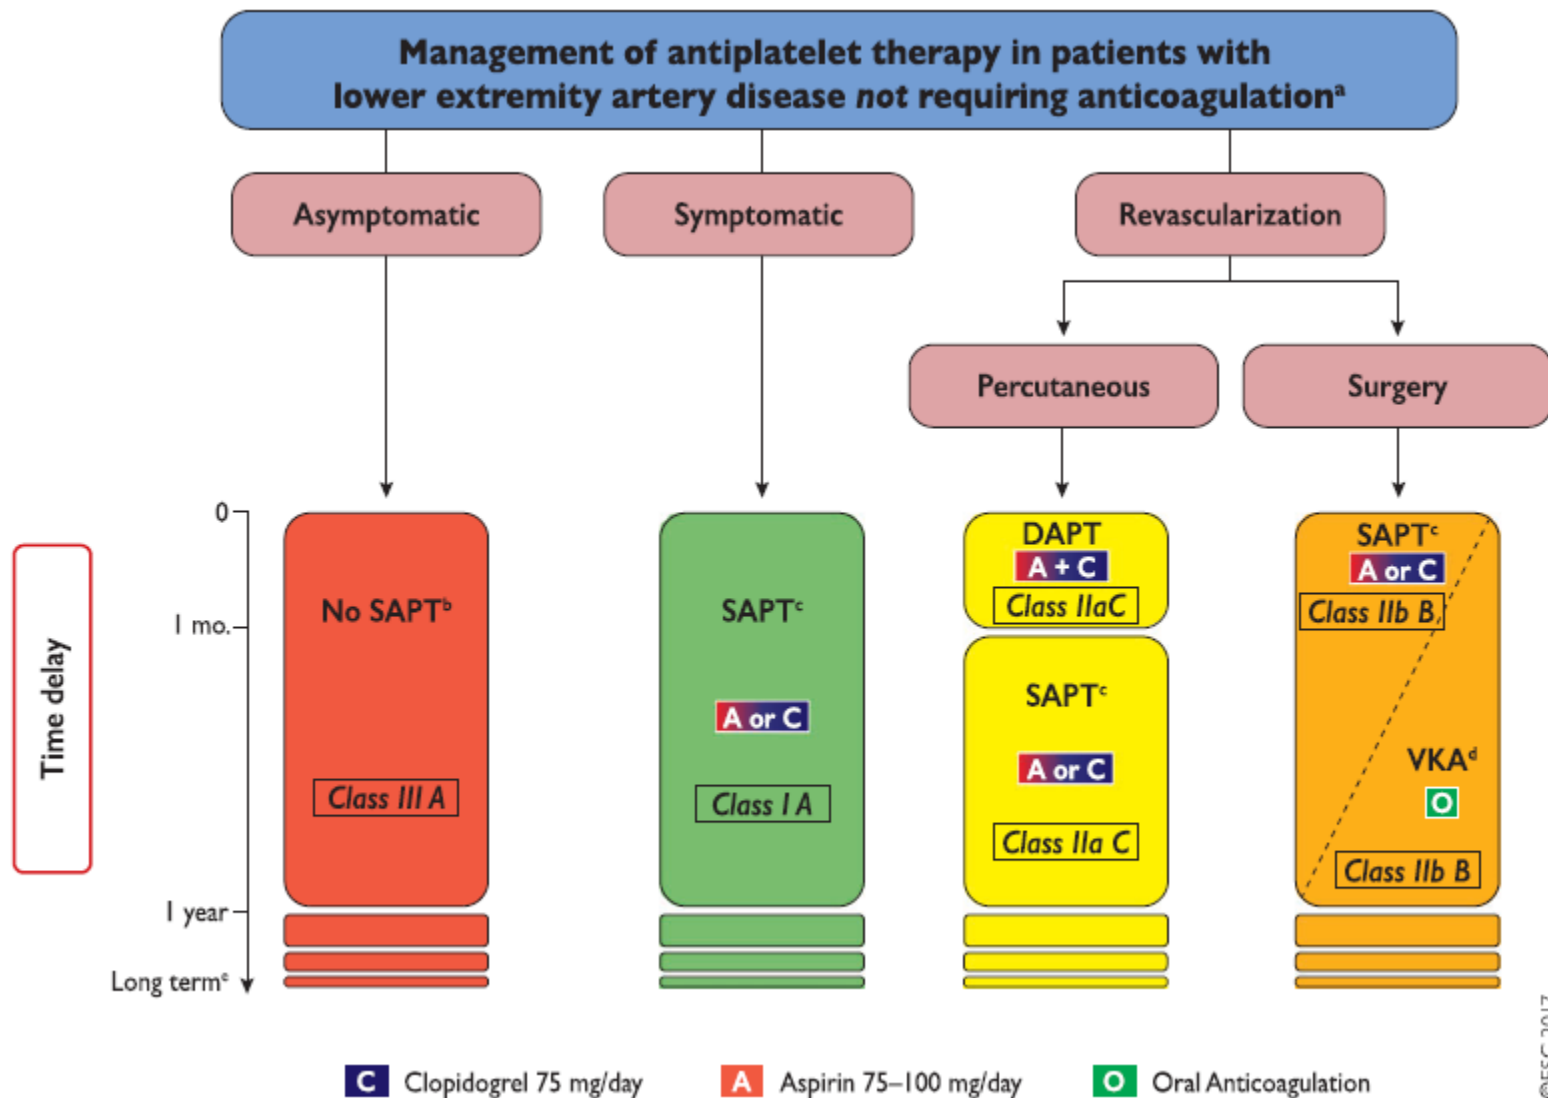 Management of antiplatelet therapy in patients with
lower extremity artery disease not requiring anticoagulationᵃ
Asymptomatic
Symptomatic
Revascularization
Percutaneous
Surgery
Time delay
0
1 mo.
1 year
Long termᵉ
No SAPTᵇ
Class III A
SAPTᶜ
A or C
Class I A
DAPT
A + C
Class IIaC
SAPTᶜ
A or C
Class IIa C
SAPTᶜ
A or C
Class IIb B
VKAᵈ
O
Class IIb B
C Clopidogrel 75 mg/day
A Aspirin 75–100 mg/day
O Oral Anticoagulation
©ESC 2017